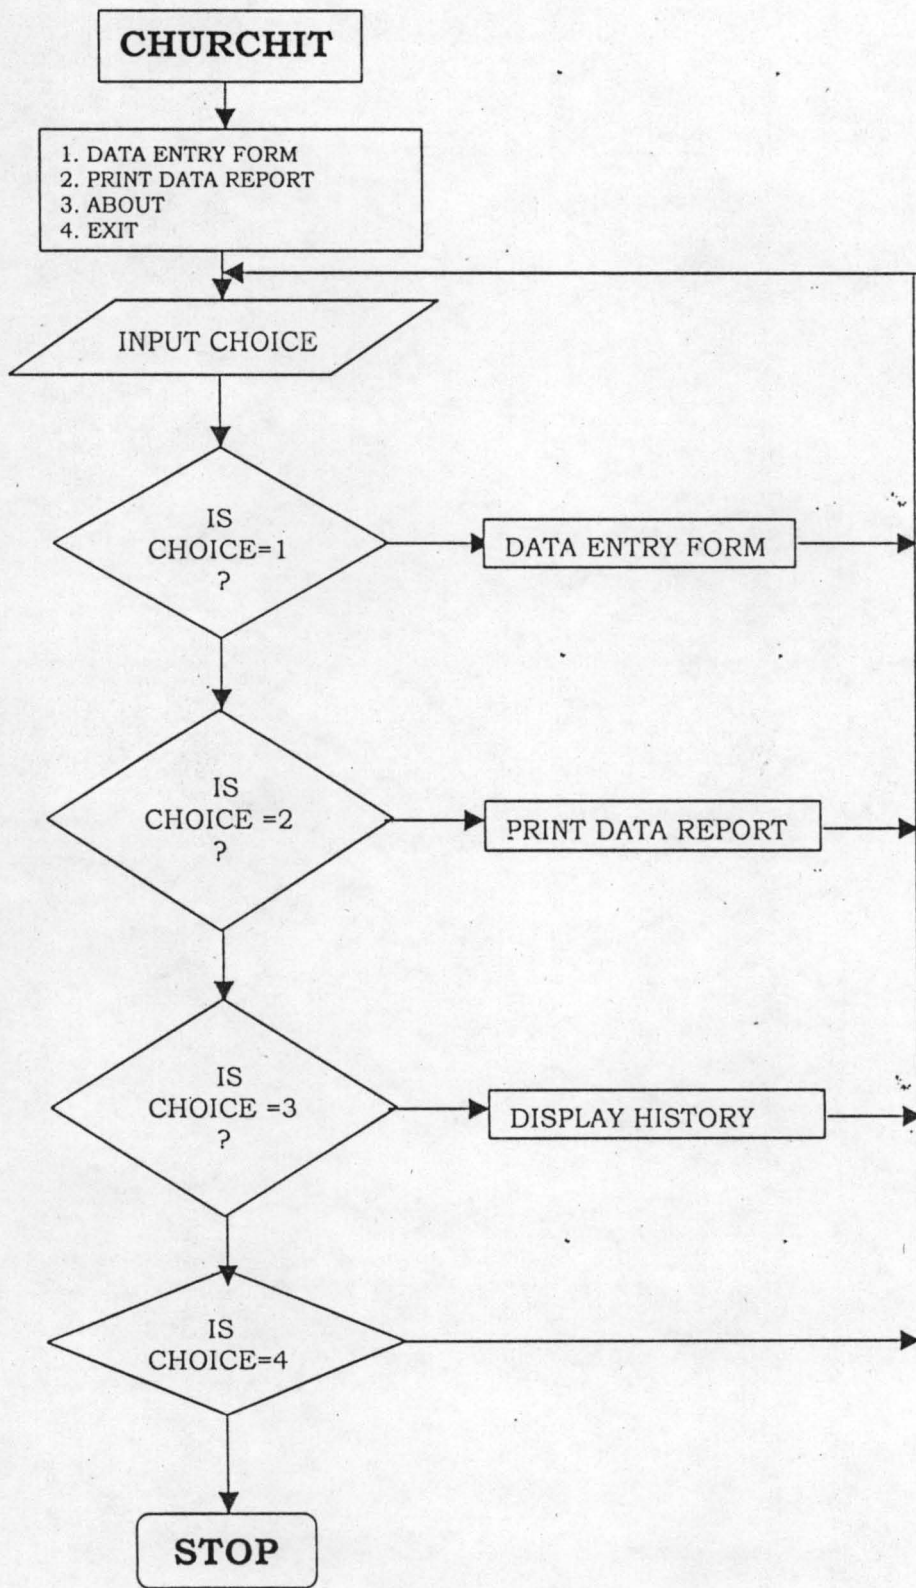 CHURCHIT
1. DATA ENTRY FORM
2. PRINT DATA REPORT
3. ABOUT
4. EXIT
INPUT CHOICE
IS
CHOICE=1
?
DATA ENTRY FORM
IS
CHOICE =2
?
PRINT DATA REPORT
IS
CHOICE =3
?
DISPLAY HISTORY
IS
CHOICE=4
STOP